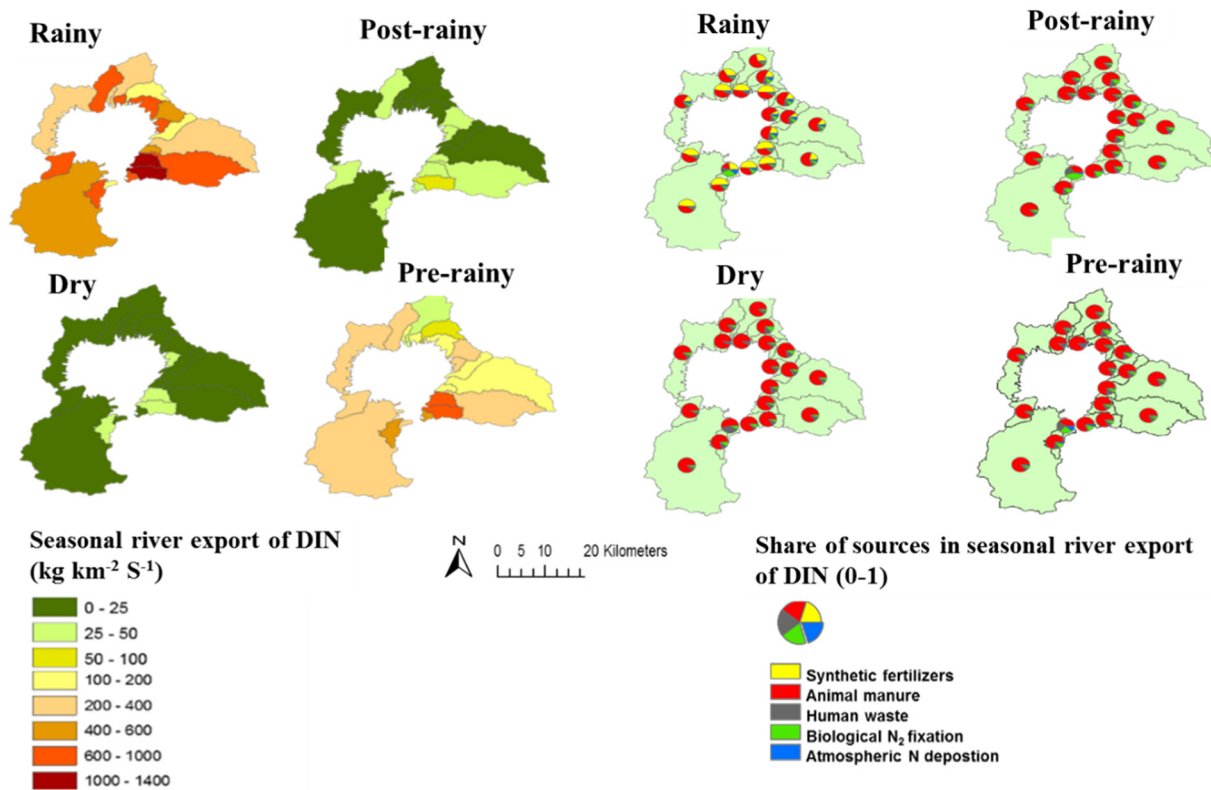 Rainy
Post-rainy
Rainy
Post-rainy
Dry
Pre-rainy
Dry
Pre-rainy
Seasonal river export of DIN
(kg km-2 S-1)
0 - 25
25 - 50
50 - 100
100 - 200
200 - 400
400 - 600
600 - 1000
1000 - 1400
N
0 5 10 20 Kilometers
Share of sources in seasonal river export
of DIN (0-1)
Synthetic fertilizers
Animal manure
Human waste
Biological N2 fixation
Atmospheric N depostion